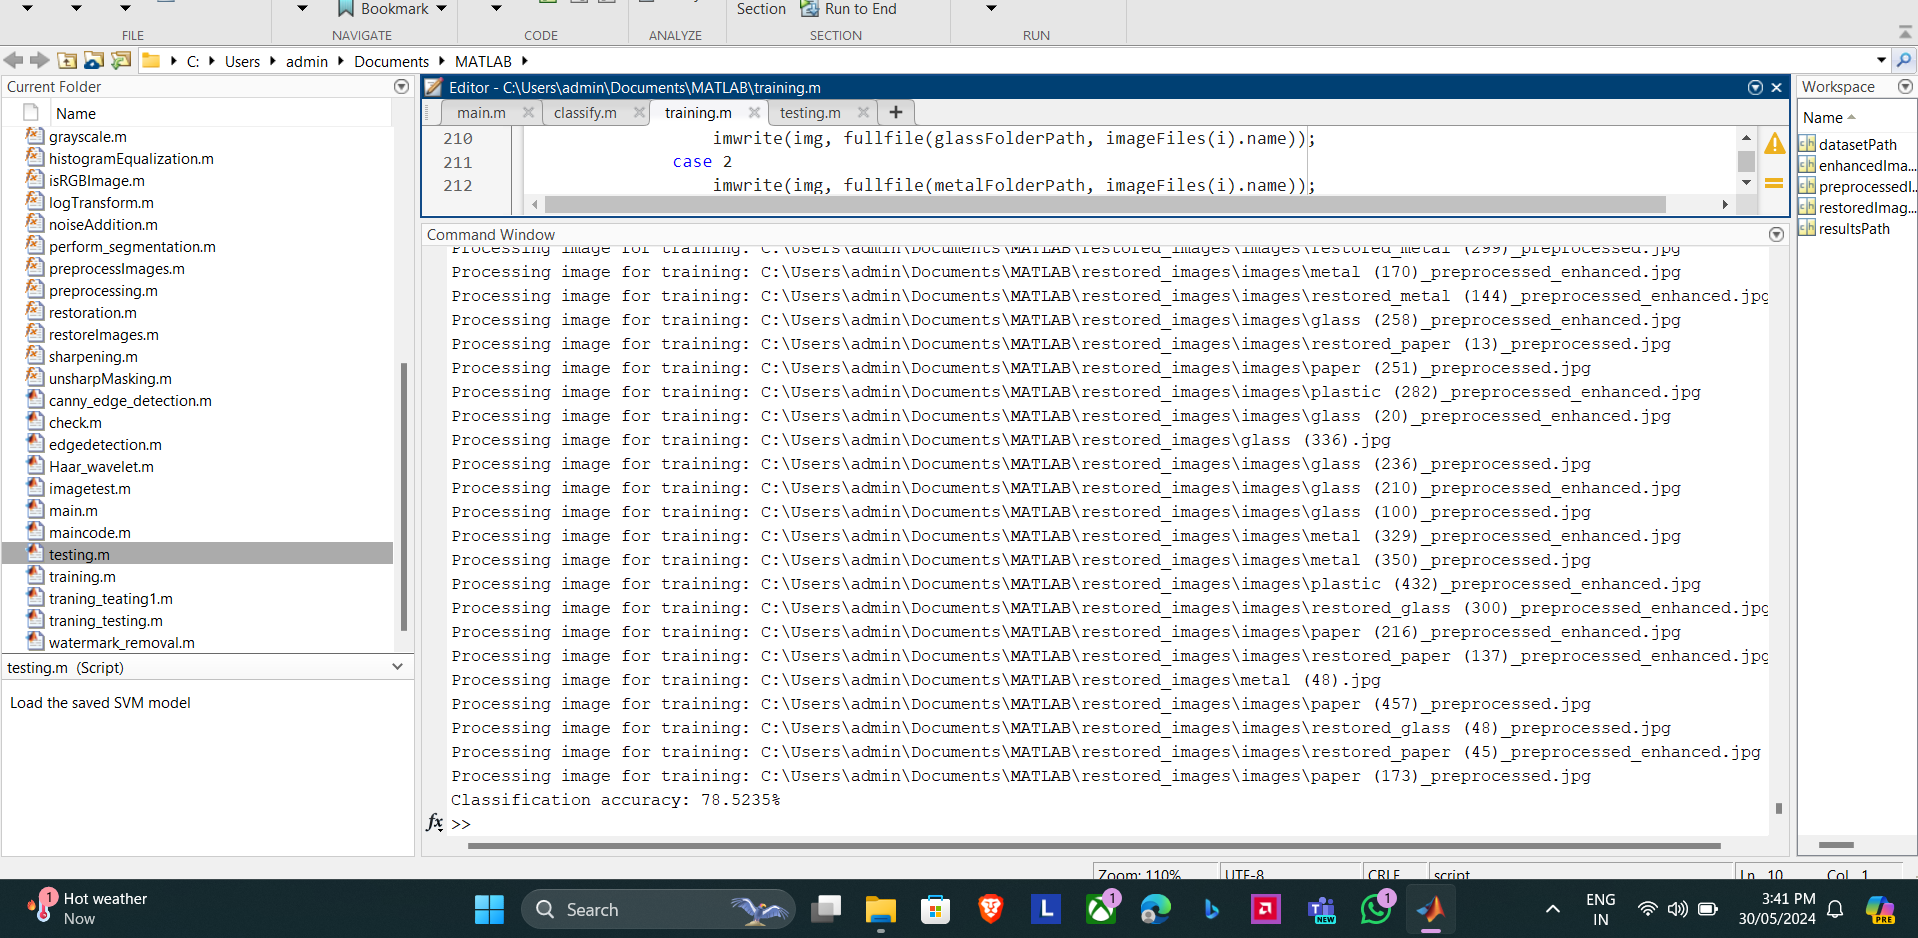 Bookmark
Section
Run to End
FILE
NAVIGATE
CODE
ANALYZE
SECTION
RUN
C:
Users
admin
Documents
MATLAB
Current Folder
Name
grayscale.m
histogramEqualization.m
isRGBImage.m
logTransform.m
noiseAddition.m
perform_segmentation.m
preprocessImages.m
preprocessing.m
restoration.m
restoreImages.m
sharpening.m
unsharpMasking.m
canny_edge_detection.m
check.m
edgedetection.m
Haar_wavelet.m
imagetest.m
main.m
maincode.m
testing.m
training.m
traning_teating1.m
traning_testing.m
watermark_removal.m
testing.m (Script)
Load the saved SVM model
Editor - C:\Users\admin\Documents\MATLAB\training.m
main.m
classify.m
training.m
testing.m
210 imwrite(img, fullfile(glassFolderPath, imageFiles(i).name));
211 case 2
212 imwrite(img, fullfile(metalFolderPath, imageFiles(i).name));
Command Window
Processing image for training: C:\Users\admin\Documents\MATLAB\restored_images\images\restored_metal (299)_preprocessed.jpg
Processing image for training: C:\Users\admin\Documents\MATLAB\restored_images\images\metal (170)_preprocessed_enhanced.jpg
Processing image for training: C:\Users\admin\Documents\MATLAB\restored_images\images\restored_metal (144)_preprocessed_enhanced.jpg
Processing image for training: C:\Users\admin\Documents\MATLAB\restored_images\images\glass (258)_preprocessed_enhanced.jpg
Processing image for training: C:\Users\admin\Documents\MATLAB\restored_images\images\restored_paper (13)_preprocessed.jpg
Processing image for training: C:\Users\admin\Documents\MATLAB\restored_images\images\paper (251)_preprocessed.jpg
Processing image for training: C:\Users\admin\Documents\MATLAB\restored_images\images\plastic (282)_preprocessed_enhanced.jpg
Processing image for training: C:\Users\admin\Documents\MATLAB\restored_images\images\glass (20)_preprocessed_enhanced.jpg
Processing image for training: C:\Users\admin\Documents\MATLAB\restored_images\glass (336).jpg
Processing image for training: C:\Users\admin\Documents\MATLAB\restored_images\images\glass (236)_preprocessed.jpg
Processing image for training: C:\Users\admin\Documents\MATLAB\restored_images\images\glass (210)_preprocessed_enhanced.jpg
Processing image for training: C:\Users\admin\Documents\MATLAB\restored_images\images\glass (100)_preprocessed.jpg
Processing image for training: C:\Users\admin\Documents\MATLAB\restored_images\images\metal (329)_preprocessed_enhanced.jpg
Processing image for training: C:\Users\admin\Documents\MATLAB\restored_images\images\metal (350)_preprocessed.jpg
Processing image for training: C:\Users\admin\Documents\MATLAB\restored_images\images\plastic (432)_preprocessed_enhanced.jpg
Processing image for training: C:\Users\admin\Documents\MATLAB\restored_images\images\restored_glass (300)_preprocessed_enhanced.jpg
Processing image for training: C:\Users\admin\Documents\MATLAB\restored_images\images\paper (216)_preprocessed_enhanced.jpg
Processing image for training: C:\Users\admin\Documents\MATLAB\restored_images\images\restored_paper (137)_preprocessed_enhanced.jpg
Processing image for training: C:\Users\admin\Documents\MATLAB\restored_images\metal (48).jpg
Processing image for training: C:\Users\admin\Documents\MATLAB\restored_images\images\paper (457)_preprocessed.jpg
Processing image for training: C:\Users\admin\Documents\MATLAB\restored_images\images\restored_glass (48)_preprocessed.jpg
Processing image for training: C:\Users\admin\Documents\MATLAB\restored_images\images\restored_paper (45)_preprocessed_enhanced.jpg
Processing image for training: C:\Users\admin\Documents\MATLAB\restored_images\images\paper (173)_preprocessed.jpg
Classification accuracy: 78.5235%
fx >>
Workspace
Name
datasetPath
enhancedIma...
preprocessedI...
restoredImag...
resultsPath
Zoom: 110%
UTF-8
CRLF
script
Ln 10 Col 1
1
Hot weather
Now
Search
L
1
NEW
1
ENG
IN
3:41 PM
30/05/2024
PRE